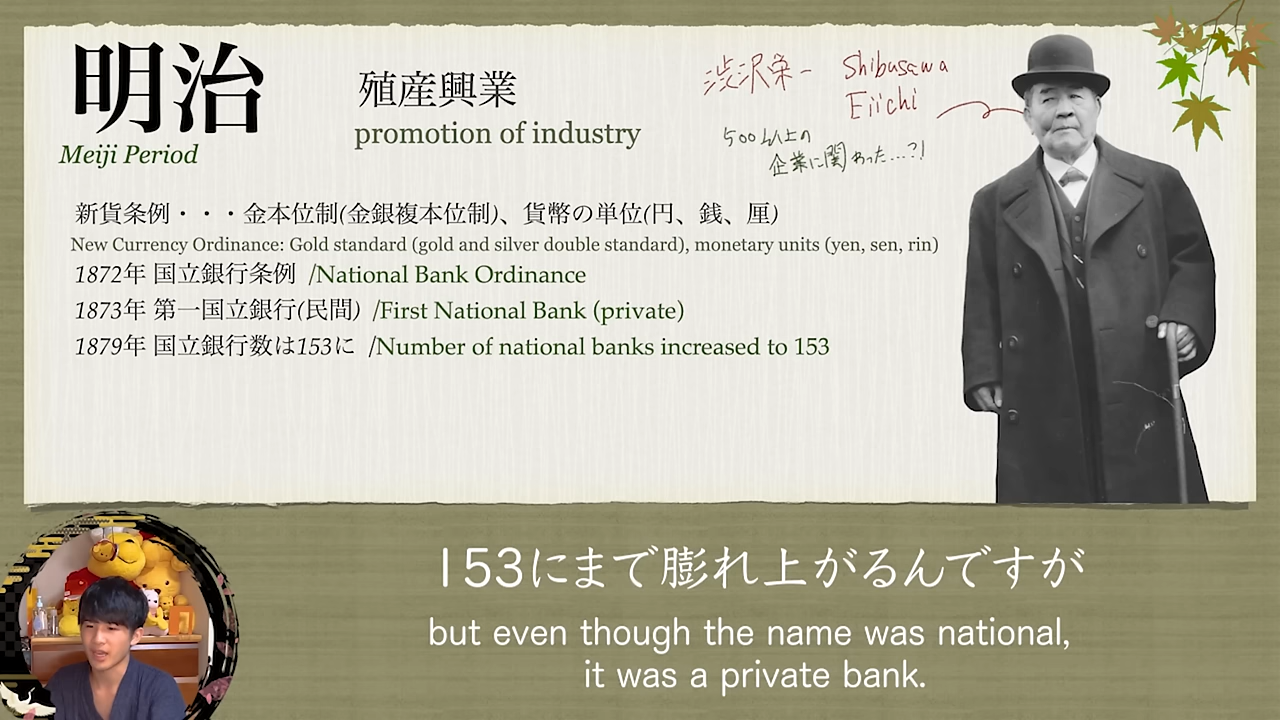 明治
Meiji Period
殖産興業
promotion of industry
渋沢栄一 Shibusawa
Eiichi
500以上の
企業に関わった...?!
新貨条例・・・金本位制(金銀複本位制)、貨幣の単位(円、銭、厘)
New Currency Ordinance: Gold standard (gold and silver double standard), monetary units (yen, sen, rin)
1872年 国立銀行条例 /National Bank Ordinance
1873年 第一国立銀行(民間) /First National Bank (private)
1879年 国立銀行数は153に /Number of national banks increased to 153
153にまで膨れ上がるんですが
but even though the name was national,
it was a private bank.